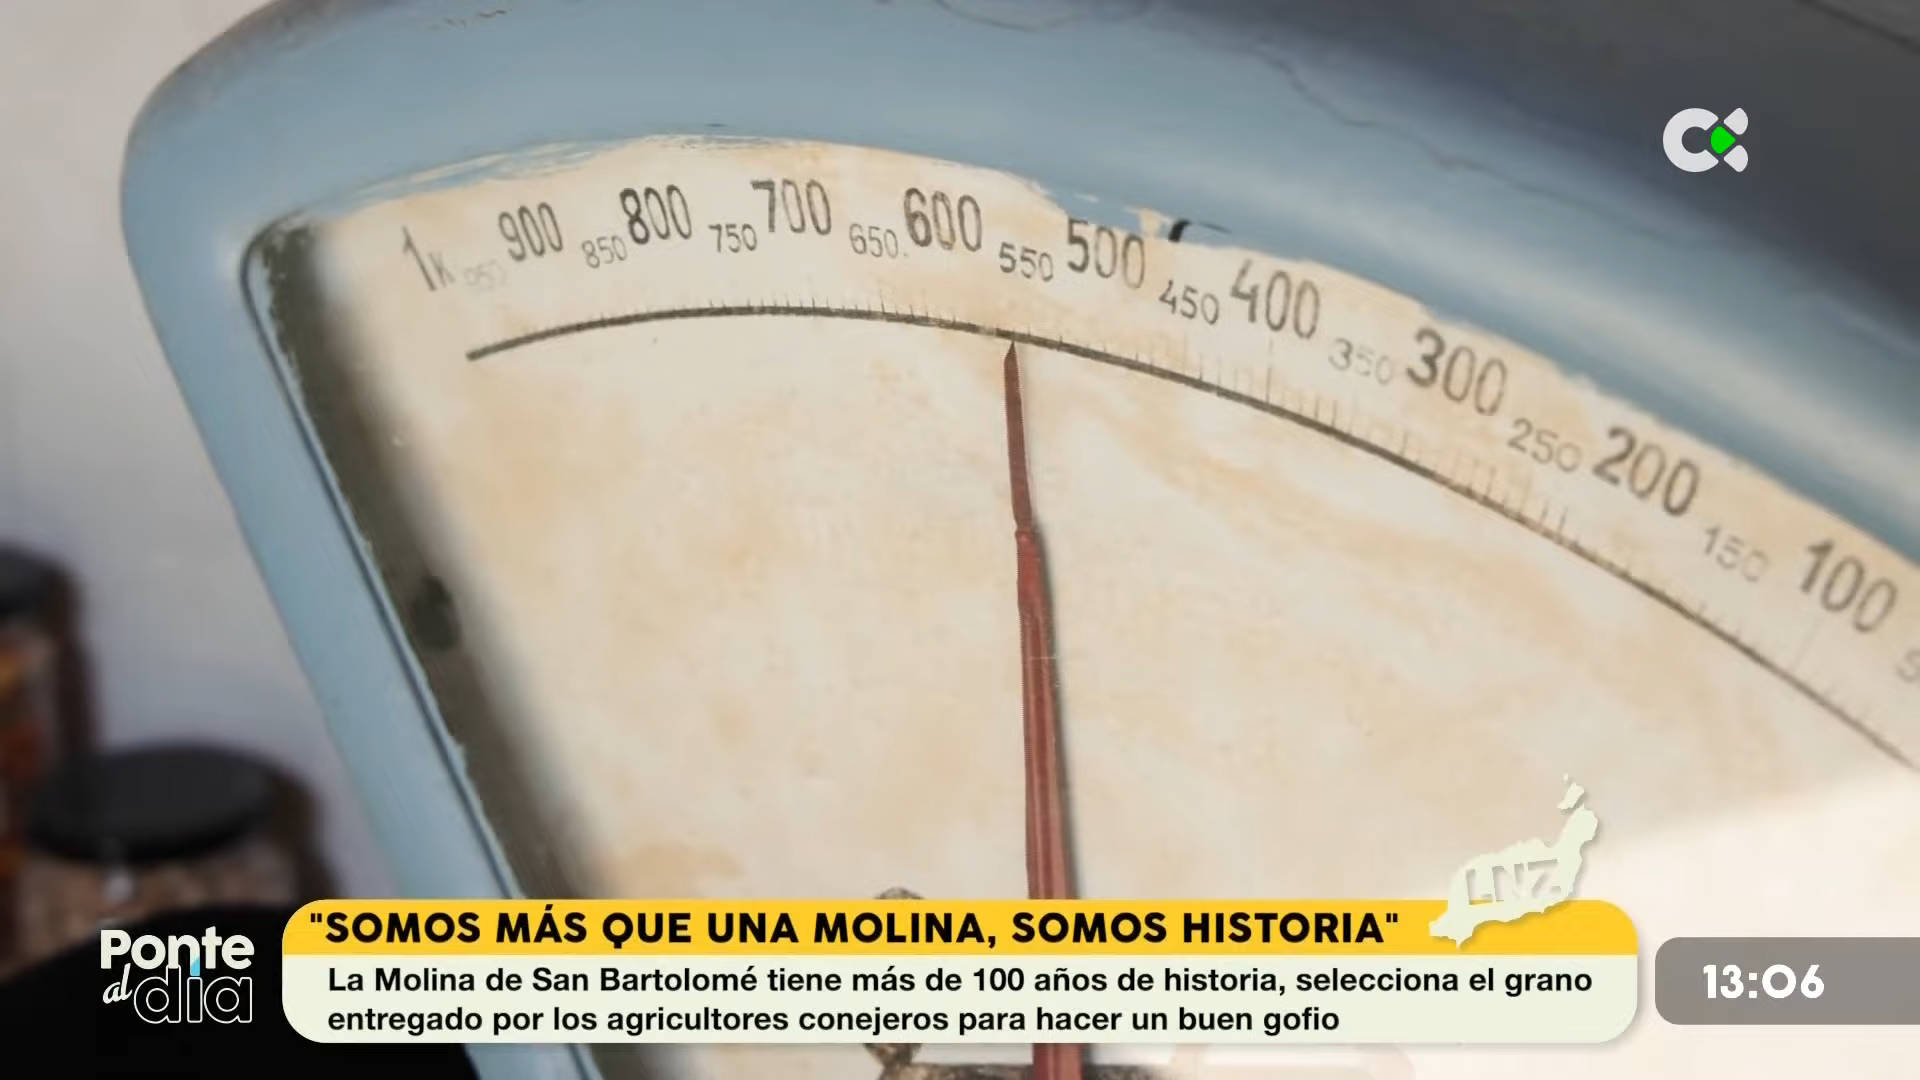 1K 950 900 850 800 750 700 650 600 550 500 450 400 350 300 250 200 150 100
LNZ
"SOMOS MÁS QUE UNA MOLINA, SOMOS HISTORIA"
La Molina de San Bartolomé tiene más de 100 años de historia, selecciona el grano
entregado por los agricultores conejeros para hacer un buen gofio
Ponte
al día
13:06